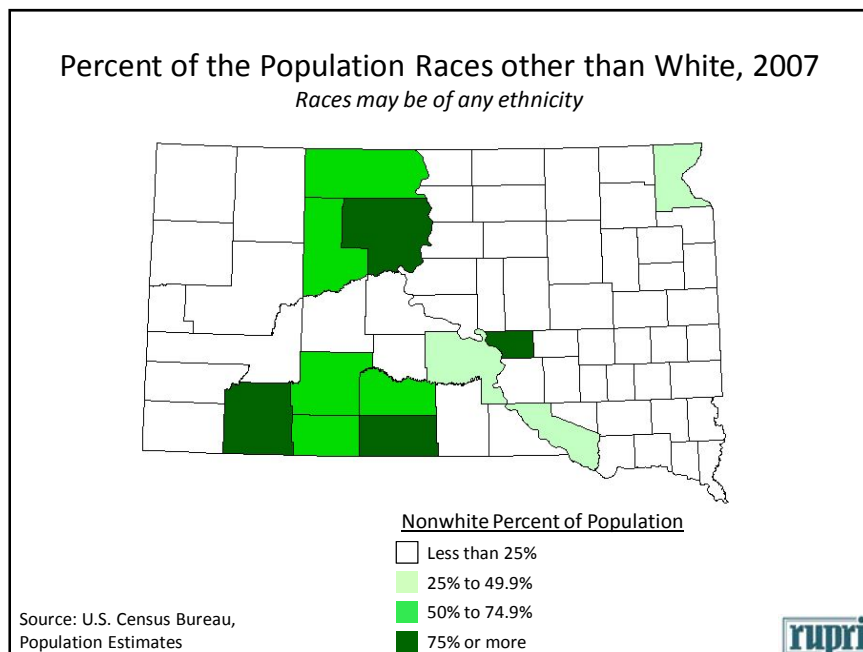 Percent of the Population Races other than White, 2007
Races may be of any ethnicity
Nonwhite Percent of Population
Less than 25%
25% to 49.9%
50% to 74.9%
75% or more
Source: U.S. Census Bureau,
Population Estimates
rupri